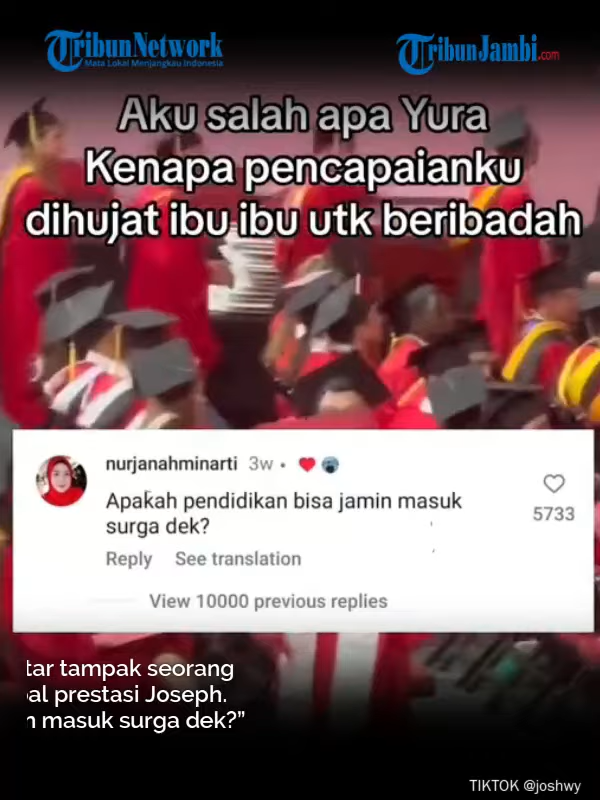 TribunNetwork
Mata Lokal Menjangkau Indonesia
TribunJambi.com
Aku salah apa Yura
Kenapa pencapaianku
dihujat ibu ibu utk beribadah
nurjanahminarti 3w •
Apakah pendidikan bisa jamin masuk
surga dek?
5733
Reply See translation
View 10000 previous replies
tar tampak seorang
al prestasi Joseph.
masuk surga dek?”
TIKTOK @joshwy